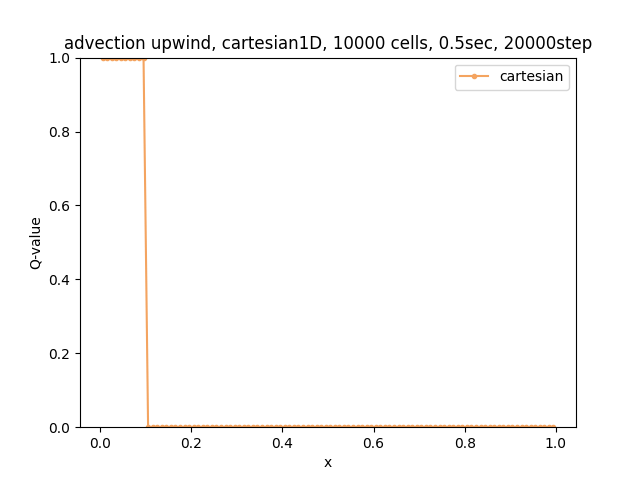 advection upwind, cartesian1D, 10000 cells, 0.5sec, 20000step
cartesian
1.0
0.8
0.6
0.4
0.2
0.0
Q-value
0.0 0.2 0.4 0.6 0.8 1.0
x